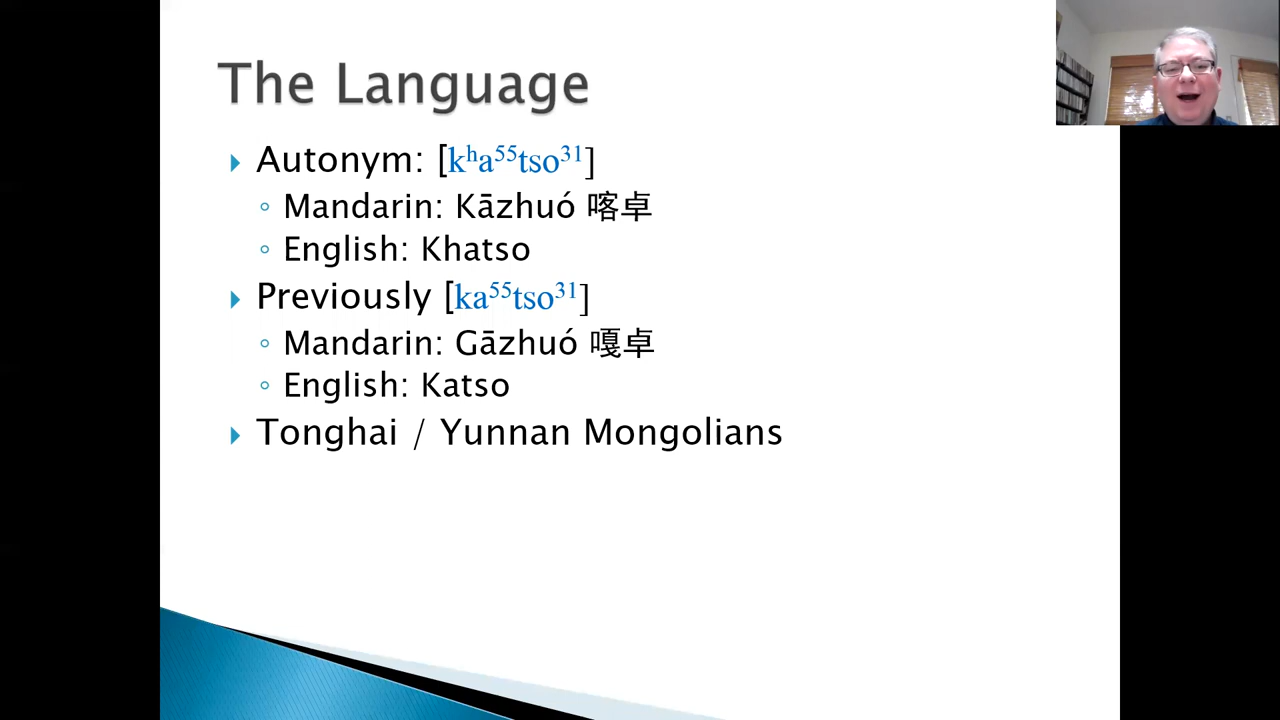 The Language
Autonym: [kʰa⁵⁵tso³¹]
Mandarin: Kāzhuó 喀卓
English: Khatso
Previously [ka⁵⁵tso³¹]
Mandarin: Gāzhuó 嘎卓
English: Katso
Tonghai / Yunnan Mongolians